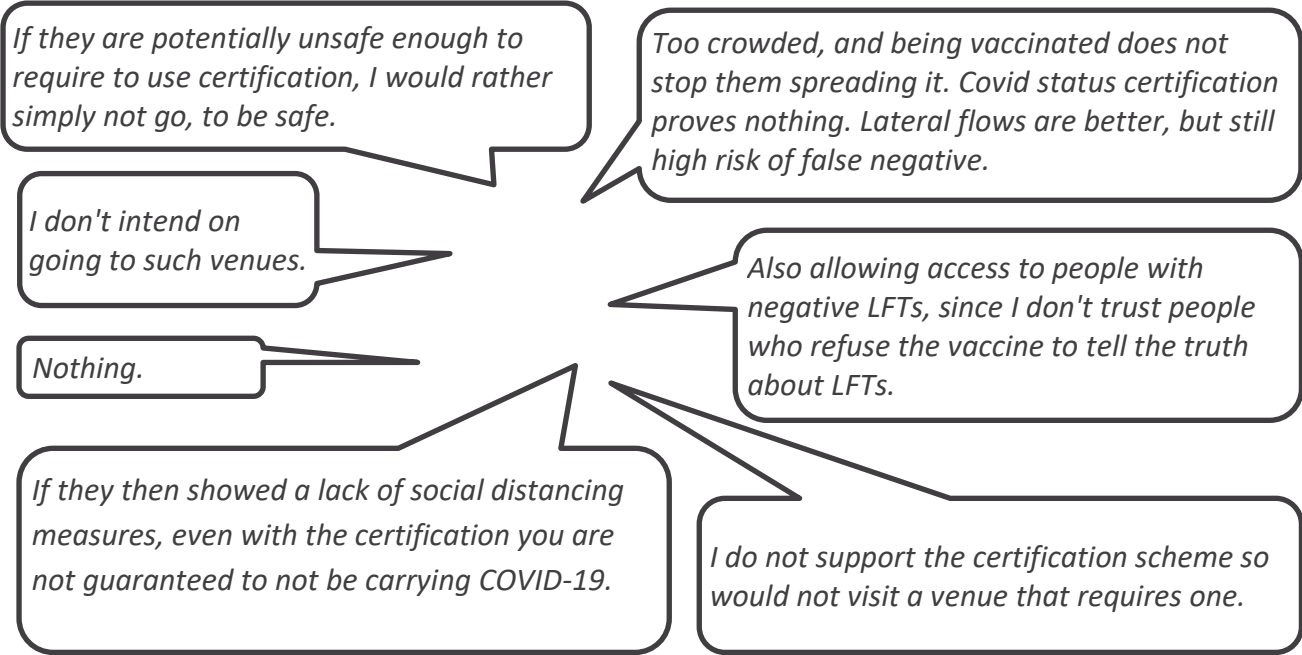 If they are potentially unsafe enough to
require to use certification, I would rather
simply not go, to be safe.
Too crowded, and being vaccinated does not
stop them spreading it. Covid status certification
proves nothing. Lateral flows are better, but still
high risk of false negative.
I don't intend on
going to such venues.
Also allowing access to people with
negative LFTs, since I don't trust people
who refuse the vaccine to tell the truth
about LFTs.
Nothing.
If they then showed a lack of social distancing
measures, even with the certification you are
not guaranteed to not be carrying COVID-19.
I do not support the certification scheme so
would not visit a venue that requires one.